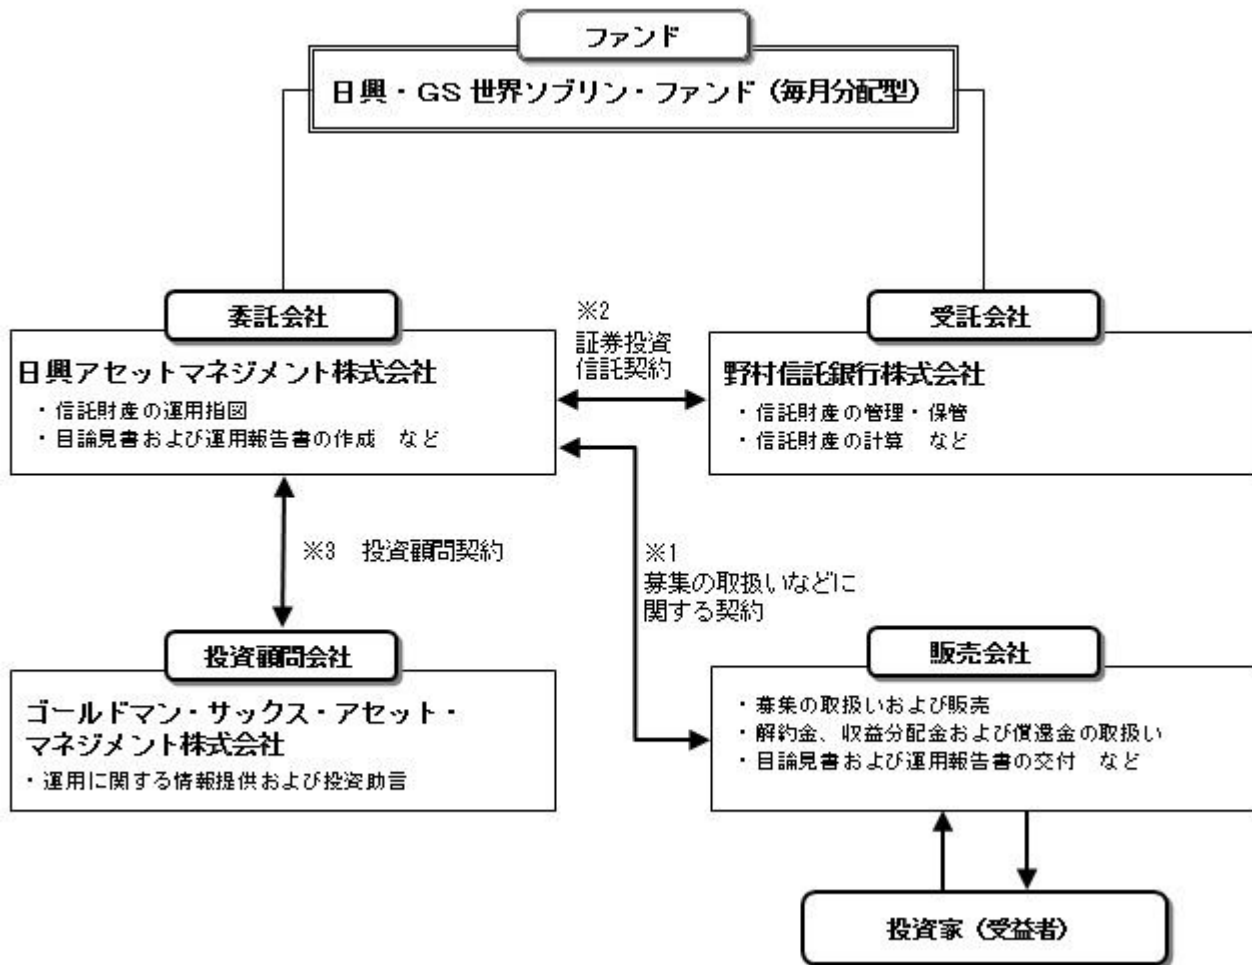 ファンド
日興・GS 世界ソブリン・ファンド（毎月分配型）
委託会社
日興アセットマネジメント株式会社
・信託財産の運用指図
・目論見書および運用報告書の作成　など
※2
証券投資
信託契約
受託会社
野村信託銀行株式会社
・信託財産の管理・保管
・信託財産の計算　など
※3　投資顧問契約
※1
募集の取扱いなどに
関する契約
投資顧問会社
ゴールドマン・サックス・アセット・
マネジメント株式会社
・運用に関する情報提供および投資助言
販売会社
・募集の取扱いおよび販売
・解約金、収益分配金および償還金の取扱い
・目論見書および運用報告書の交付　など
投資家（受益者）